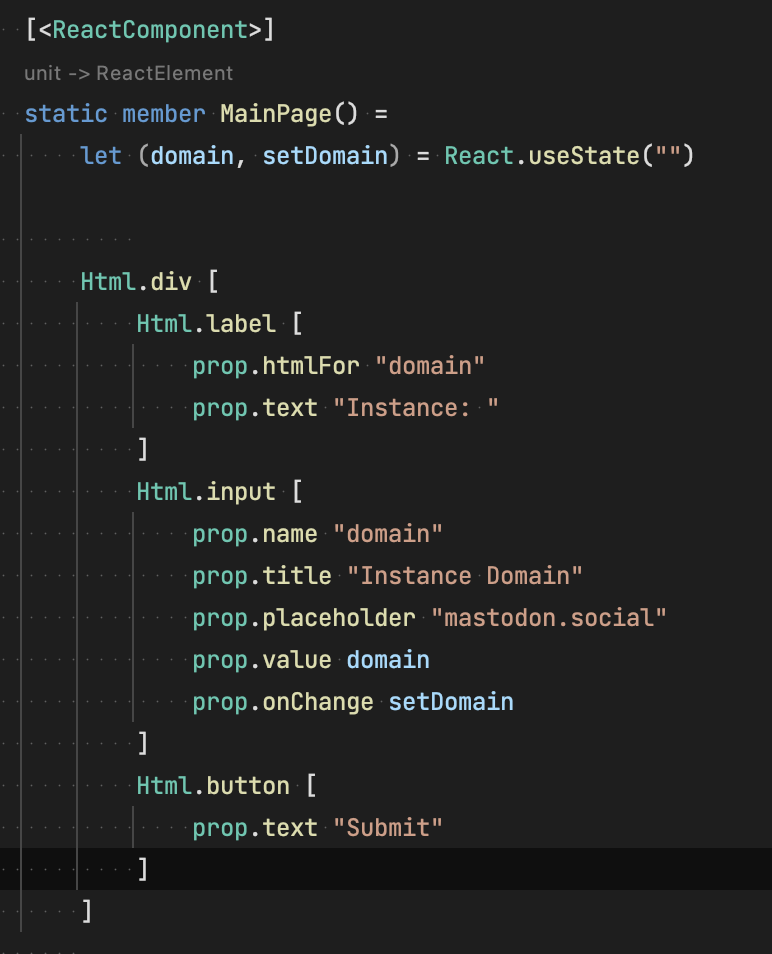 [<ReactComponent>]
unit -> ReactElement
static member MainPage() =
let (domain, setDomain) = React.useState("")
Html.div [
Html.label [
prop.htmlFor "domain"
prop.text "Instance: "
]
Html.input [
prop.name "domain"
prop.title "Instance Domain"
prop.placeholder "mastodon.social"
prop.value domain
prop.onChange setDomain
]
Html.button [
prop.text "Submit"
]
]